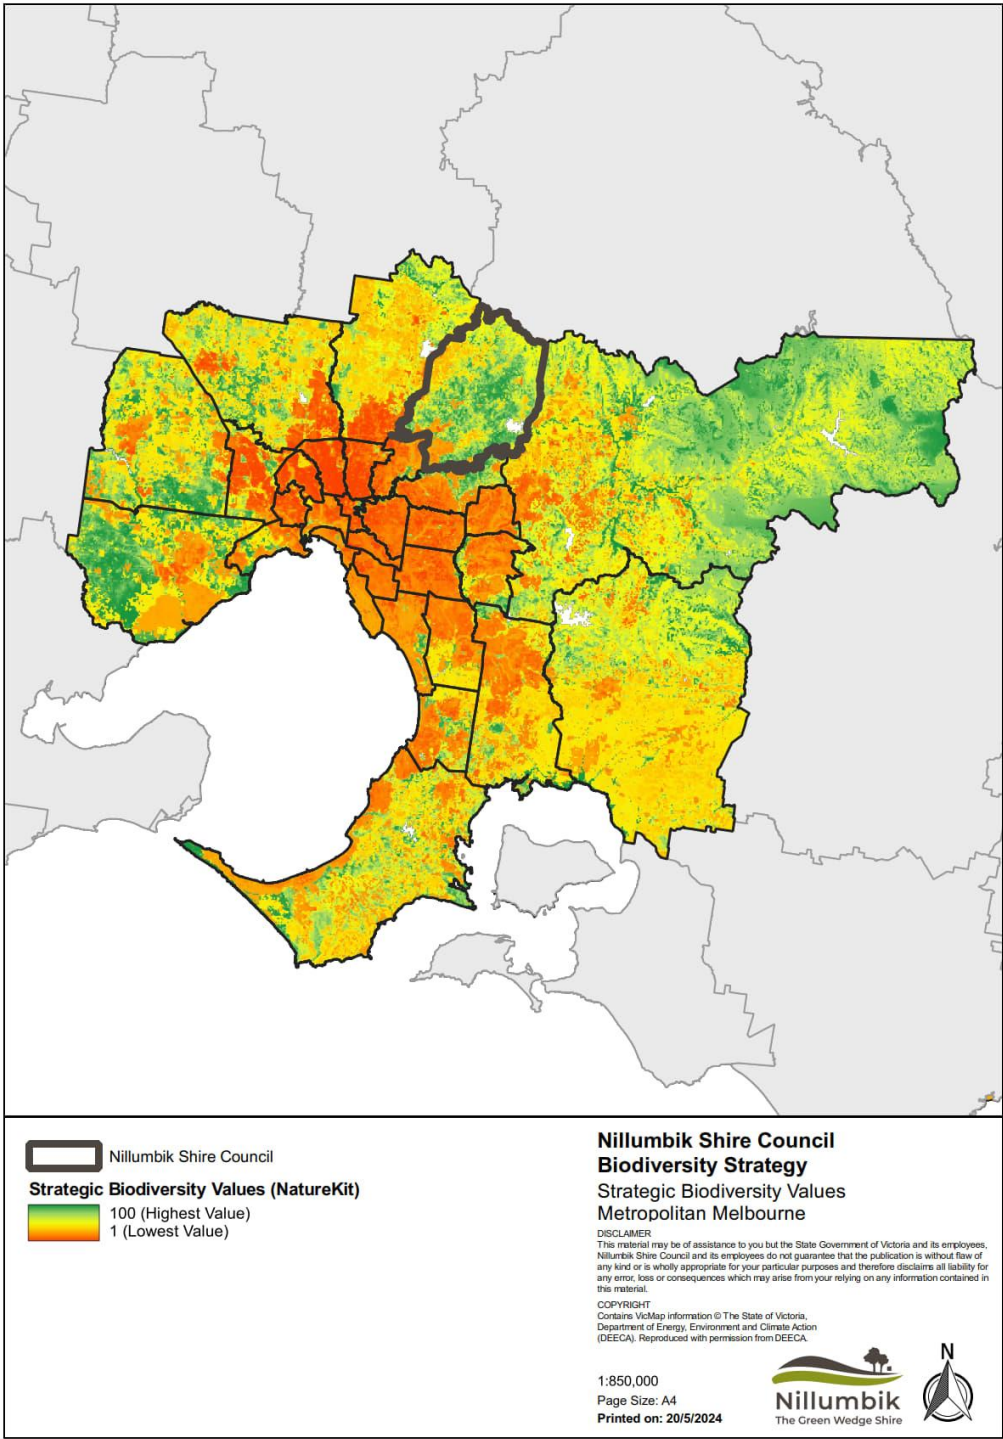 Nillumbik Shire Council
Strategic Biodiversity Values (NatureKit)
100 (Highest Value)
1 (Lowest Value)
Nillumbik Shire Council
Biodiversity Strategy
Strategic Biodiversity Values
Metropolitan Melbourne
DISCLAIMER
This material may be of assistance to you but the State Government of Victoria and its employees,
Nillumbik Shire Council and its employees do not guarantee that the publication is without flaw of
any kind or is wholly appropriate for your particular purposes and therefore disclaims all liability for
any error, loss or consequences which may arise from your relying on any information contained in
this material.
COPYRIGHT
Contains VicMap information © The State of Victoria,
Department of Energy, Environment and Climate Action
(DEECA). Reproduced with permission from DEECA.
1:850,000
Page Size: A4
Printed on: 20/5/2024
Nillumbik
The Green Wedge Shire
N